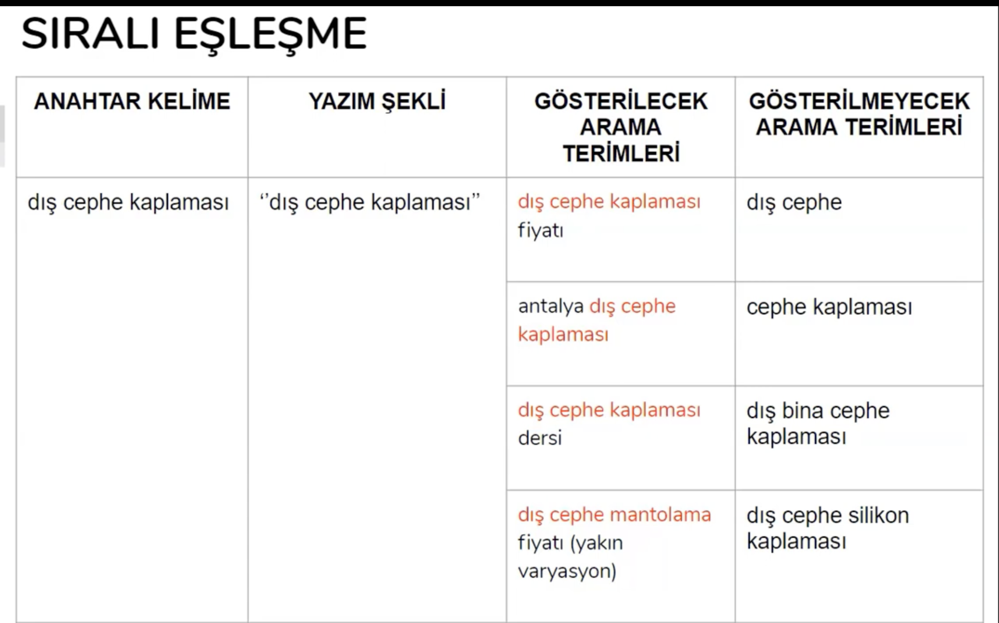 SIRALI EŞLEŞME
ANAHTAR KELİME
YAZIM ŞEKLİ
GÖSTERİLECEK
ARAMA
TERİMLERİ
GÖSTERİLMEYECEK
ARAMA TERİMLERİ
dış cephe kaplaması
‘’dış cephe kaplaması”
dış cephe kaplaması
fiyatı
dış cephe
antalya dış cephe
kaplaması
cephe kaplaması
dış cephe kaplaması
dersi
dış bina cephe
kaplaması
dış cephe mantolama
fiyatı (yakın
varyasyon)
dış cephe silikon
kaplaması